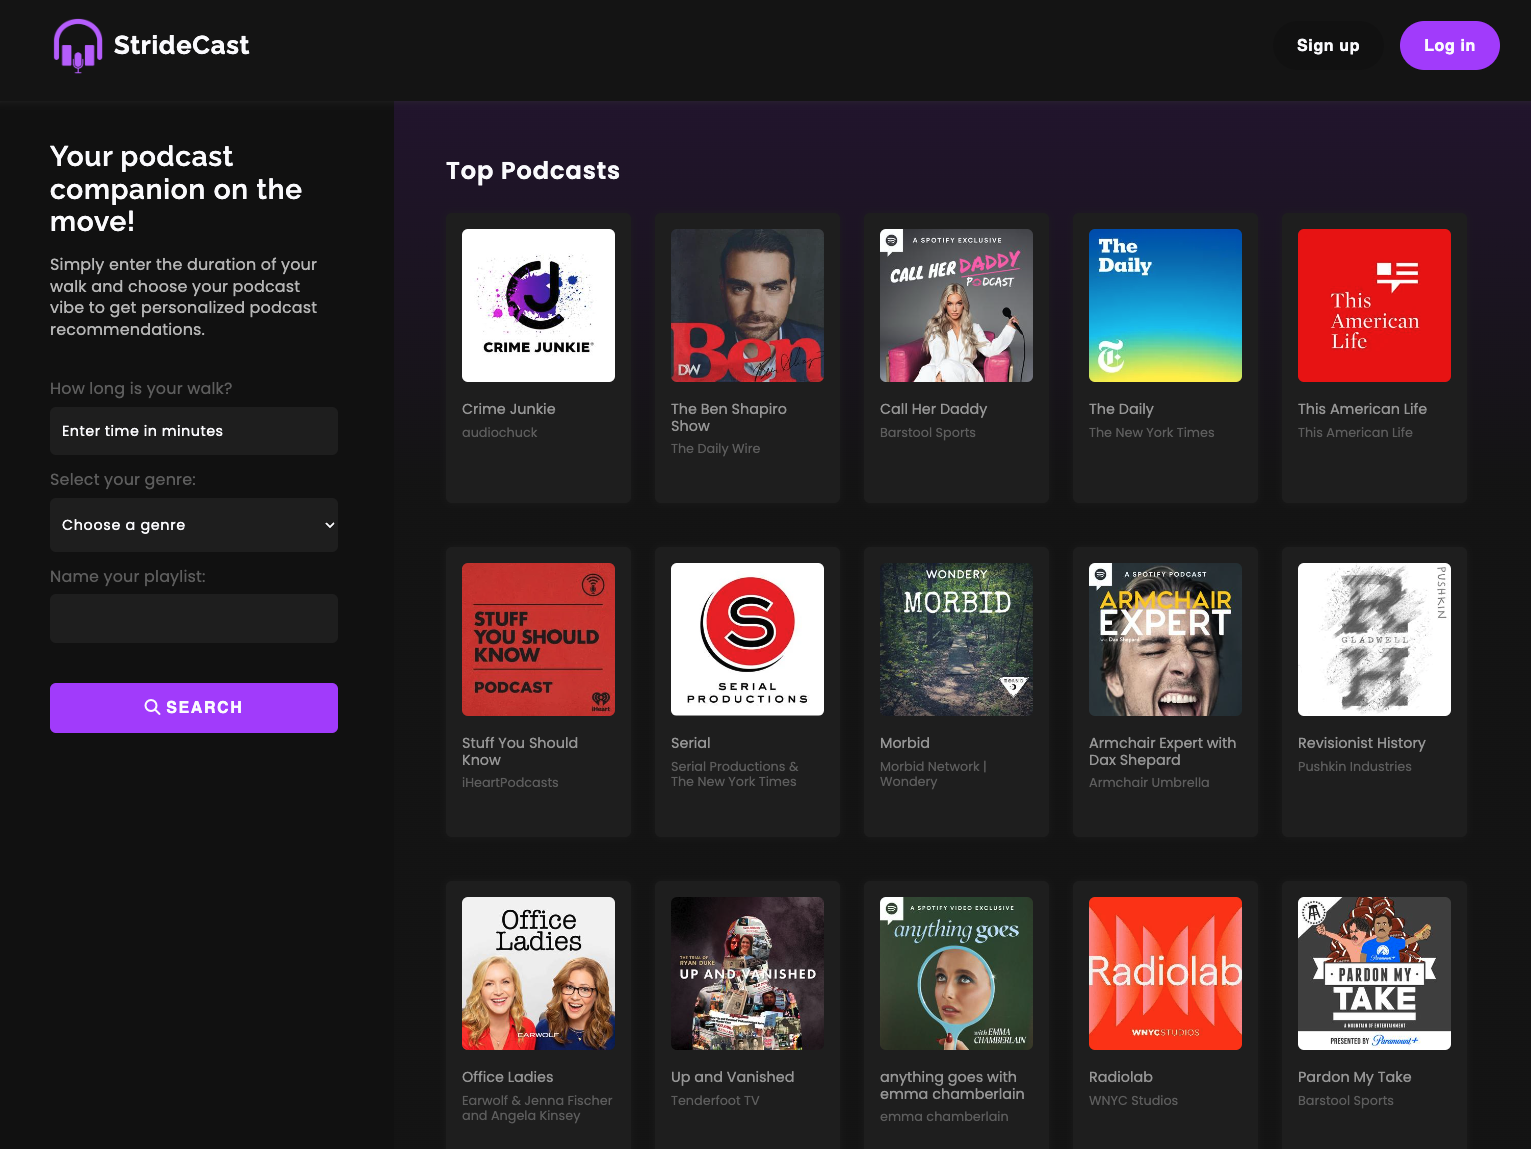 StrideCast
Sign up
Log in
Your podcast
companion on the
move!
Simply enter the duration of your
walk and choose your podcast
vibe to get personalized podcast
recommendations.
How long is your walk?
Enter time in minutes
Select your genre:
Choose a genre
Name your playlist:
SEARCH
Top Podcasts
CRIME JUNKIE
Crime Junkie
audiochuck
Ben
DW
The Ben Shapiro
Show
The Daily Wire
A SPOTIFY EXCLUSIVE
CALL HER DADDY
PODCAST
Call Her Daddy
Barstool Sports
The
Daily
The Daily
The New York Times
This
American
Life
This American Life
This American Life
STUFF
YOU SHOULD
KNOW
PODCAST
iHeart
Stuff You Should
Know
iHeartPodcasts
S
SERIAL
PRODUCTIONS
Serial
Serial Productions &
The New York Times
WONDERY
MORBID
Morbid
Morbid Network |
Wondery
A SPOTIFY PODCAST
ARMCHAIR
EXPERT
with Dax Shepard
Armchair Expert with
Dax Shepard
Armchair Umbrella
PUSHKIN
R
GLADWELL
H
Revisionist History
Pushkin Industries
Office
Ladies
EARWOLF
Office Ladies
Earwolf & Jenna Fischer
and Angela Kinsey
THE TRIAL OF
RYAN DUKE
UP AND VANISHED
Up and Vanished
Tenderfoot TV
A SPOTIFY VIDEO EXCLUSIVE
anything goes
with EMMA
CHAMBERLAIN
anything goes with
emma chamberlain
emma chamberlain
Radiolab
WNYCSTUDIOS
Radiolab
WNYC Studios
PARDON MY
TAKE
PRESENTED BY Paramount+
Pardon My Take
Barstool Sports